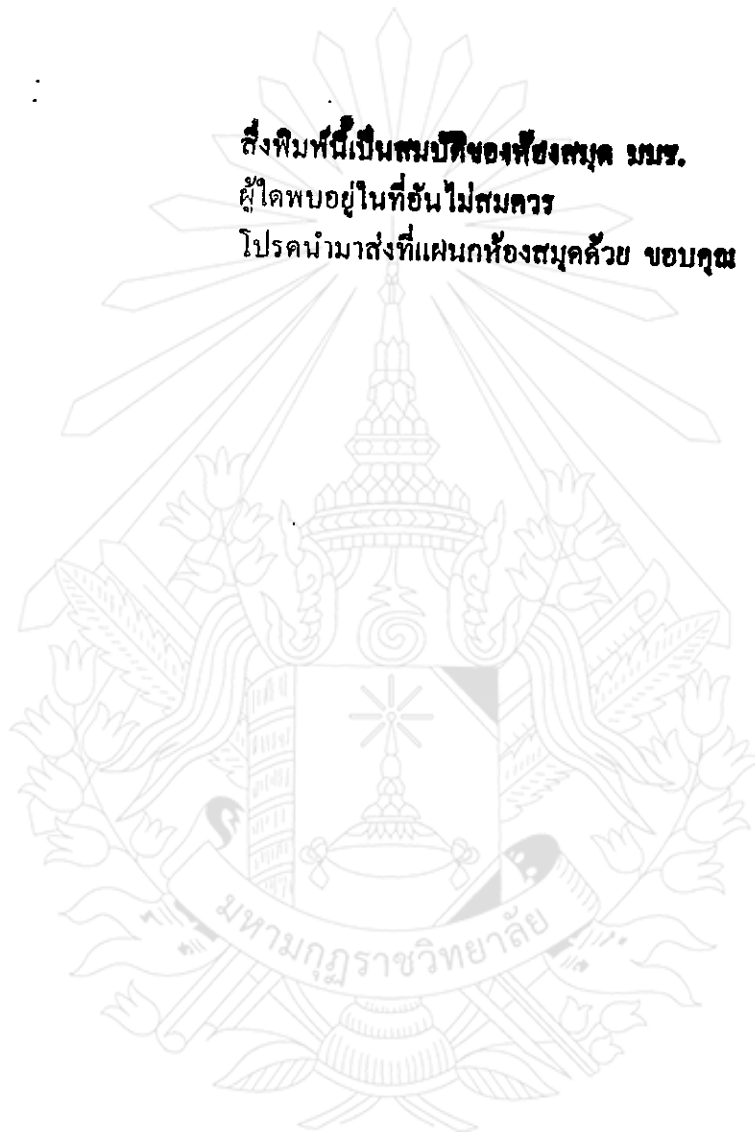 สิ่งพิมพ์นี้เป็นสมบัติของห้องสมุด มมร.
ผู้ใดพบอยู่ในที่อันไม่สมควร
โปรดนำมาส่งที่แผนกห้องสมุดด้วย ขอบคุณ
มหามกุฏราชวิทยาลัย